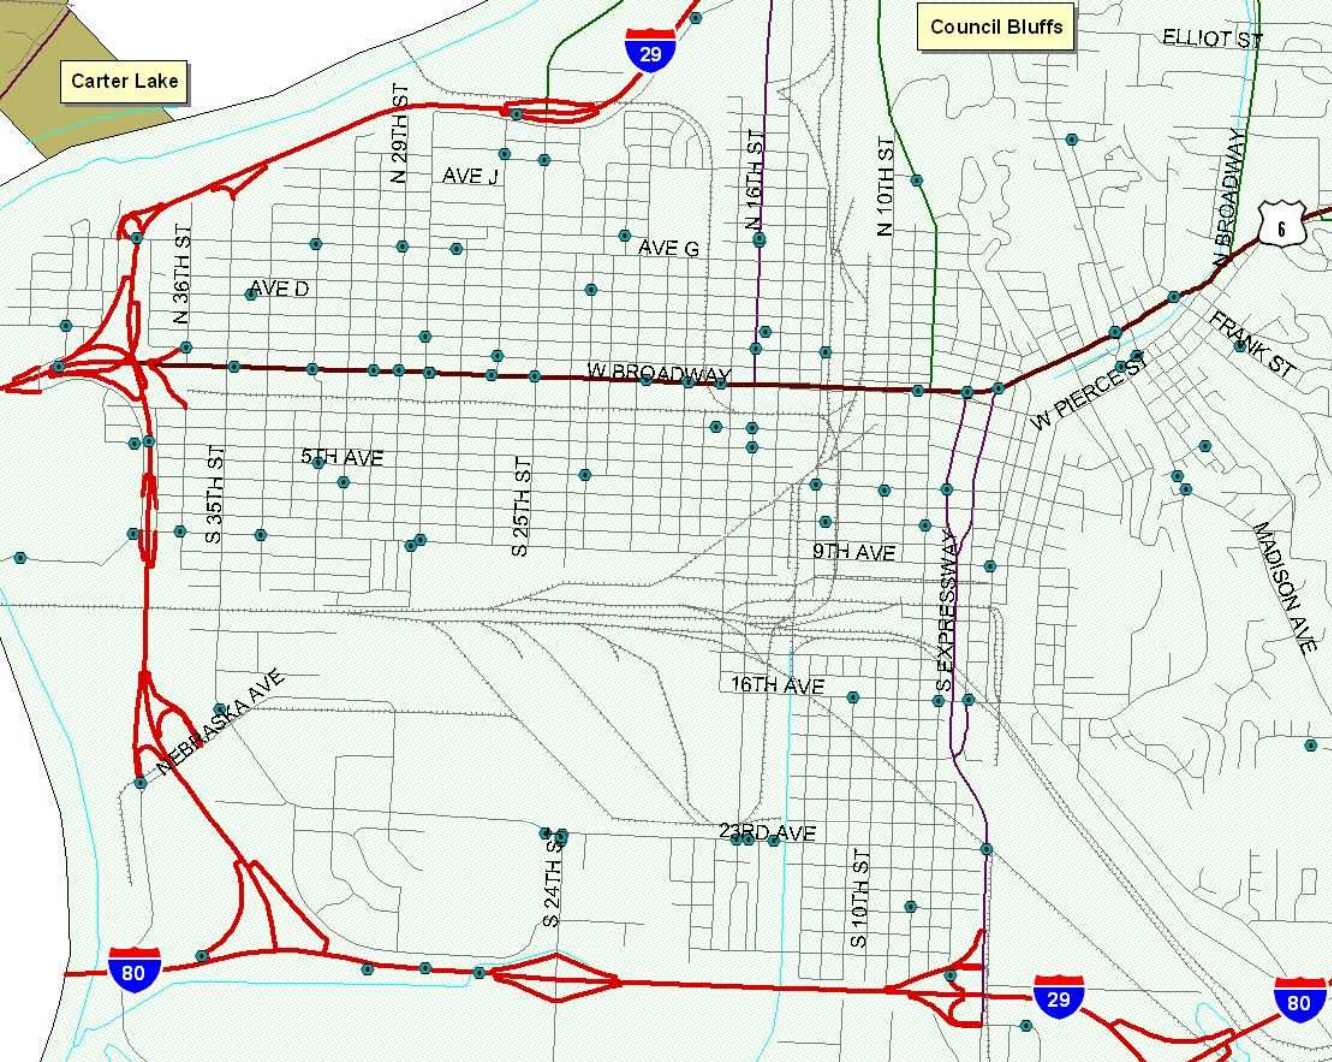 Council Bluffs
ELLIOT ST
29
Carter Lake
N 29TH ST
N 16TH ST
N 10TH ST
N BROADWAY
AVE J
6
N 36TH ST
AVE G
AVE D
FRANK ST
W BROADWAY
W PIERCE ST
S 35TH ST
5TH AVE
S 25TH ST
9TH AVE
S EXPRESSWAY
MADISON AVE
16TH AVE
NEBRASKA AVE
23RD AVE
S 24TH S
S 10TH ST
80
29
80